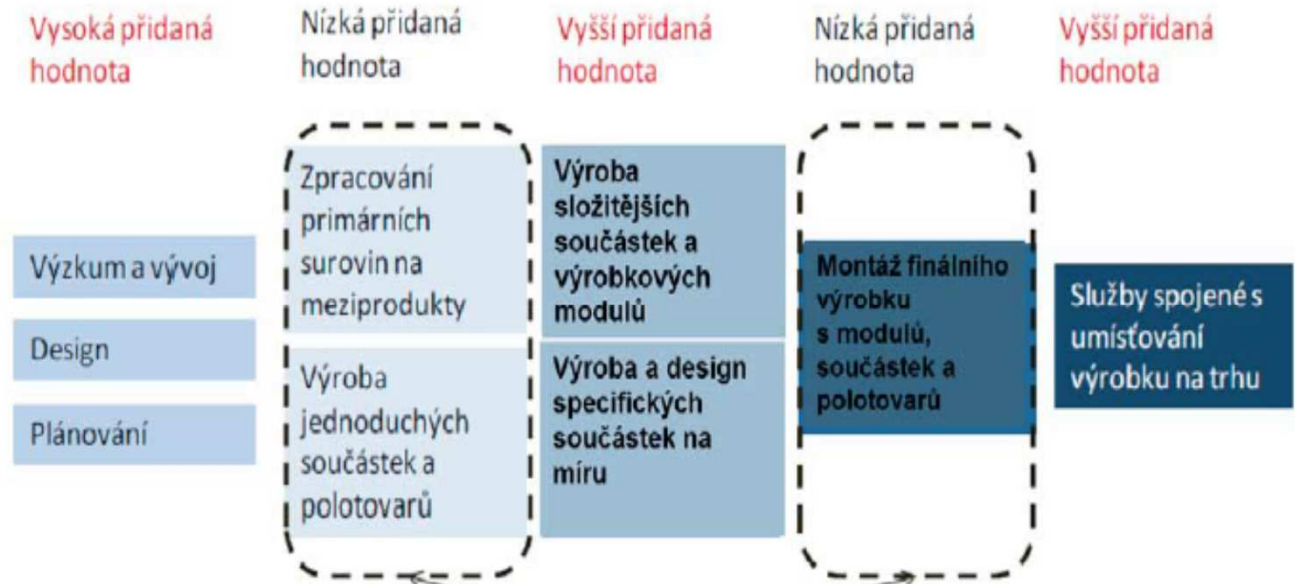 Vysoká přidaná
hodnota
Nízká přidaná
hodnota
Vyšší přidaná
hodnota
Nízká přidaná
hodnota
Vyšší přidaná
hodnota
Výzkum a vývoj
Design
Plánování
Zpracování
primárních
surovin na
meziprodukty
Výroba
jednoduchých
součástek a
polotovarů
Výroba
složitějších
součástek a
výrobkových
modulů
Výroba a design
specifických
součástek na
míru
Montáž finálního
výrobku
s modulů,
součástek a
polotovarů
Služby spojené s
umísťování
výrobku na trhu